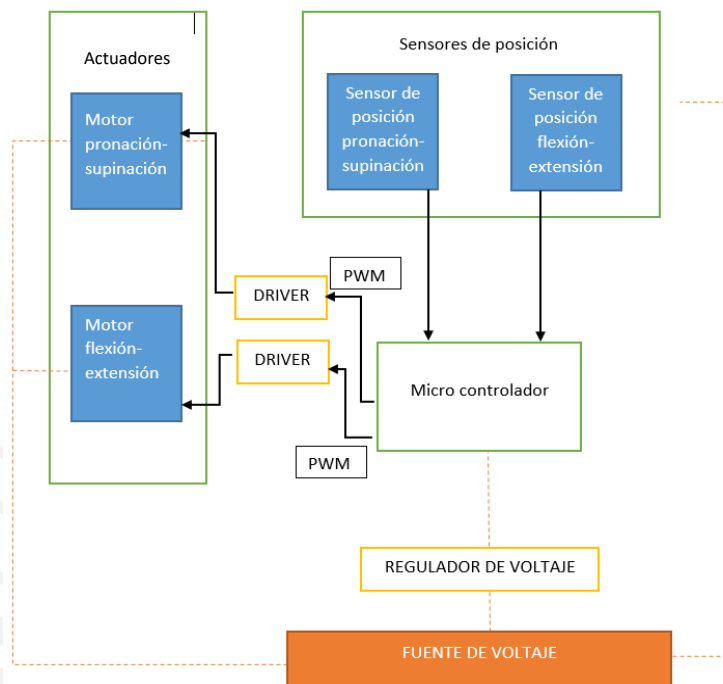 Actuadores
Motor
pronación-
supinación
Motor
flexión-
extensión
Sensores de posición
Sensor de
posición
pronación-
supinación
Sensor de
posición
flexión-
extensión
PWM
DRIVER
DRIVER
PWM
Micro controlador
REGULADOR DE VOLTAJE
FUENTE DE VOLTAJE